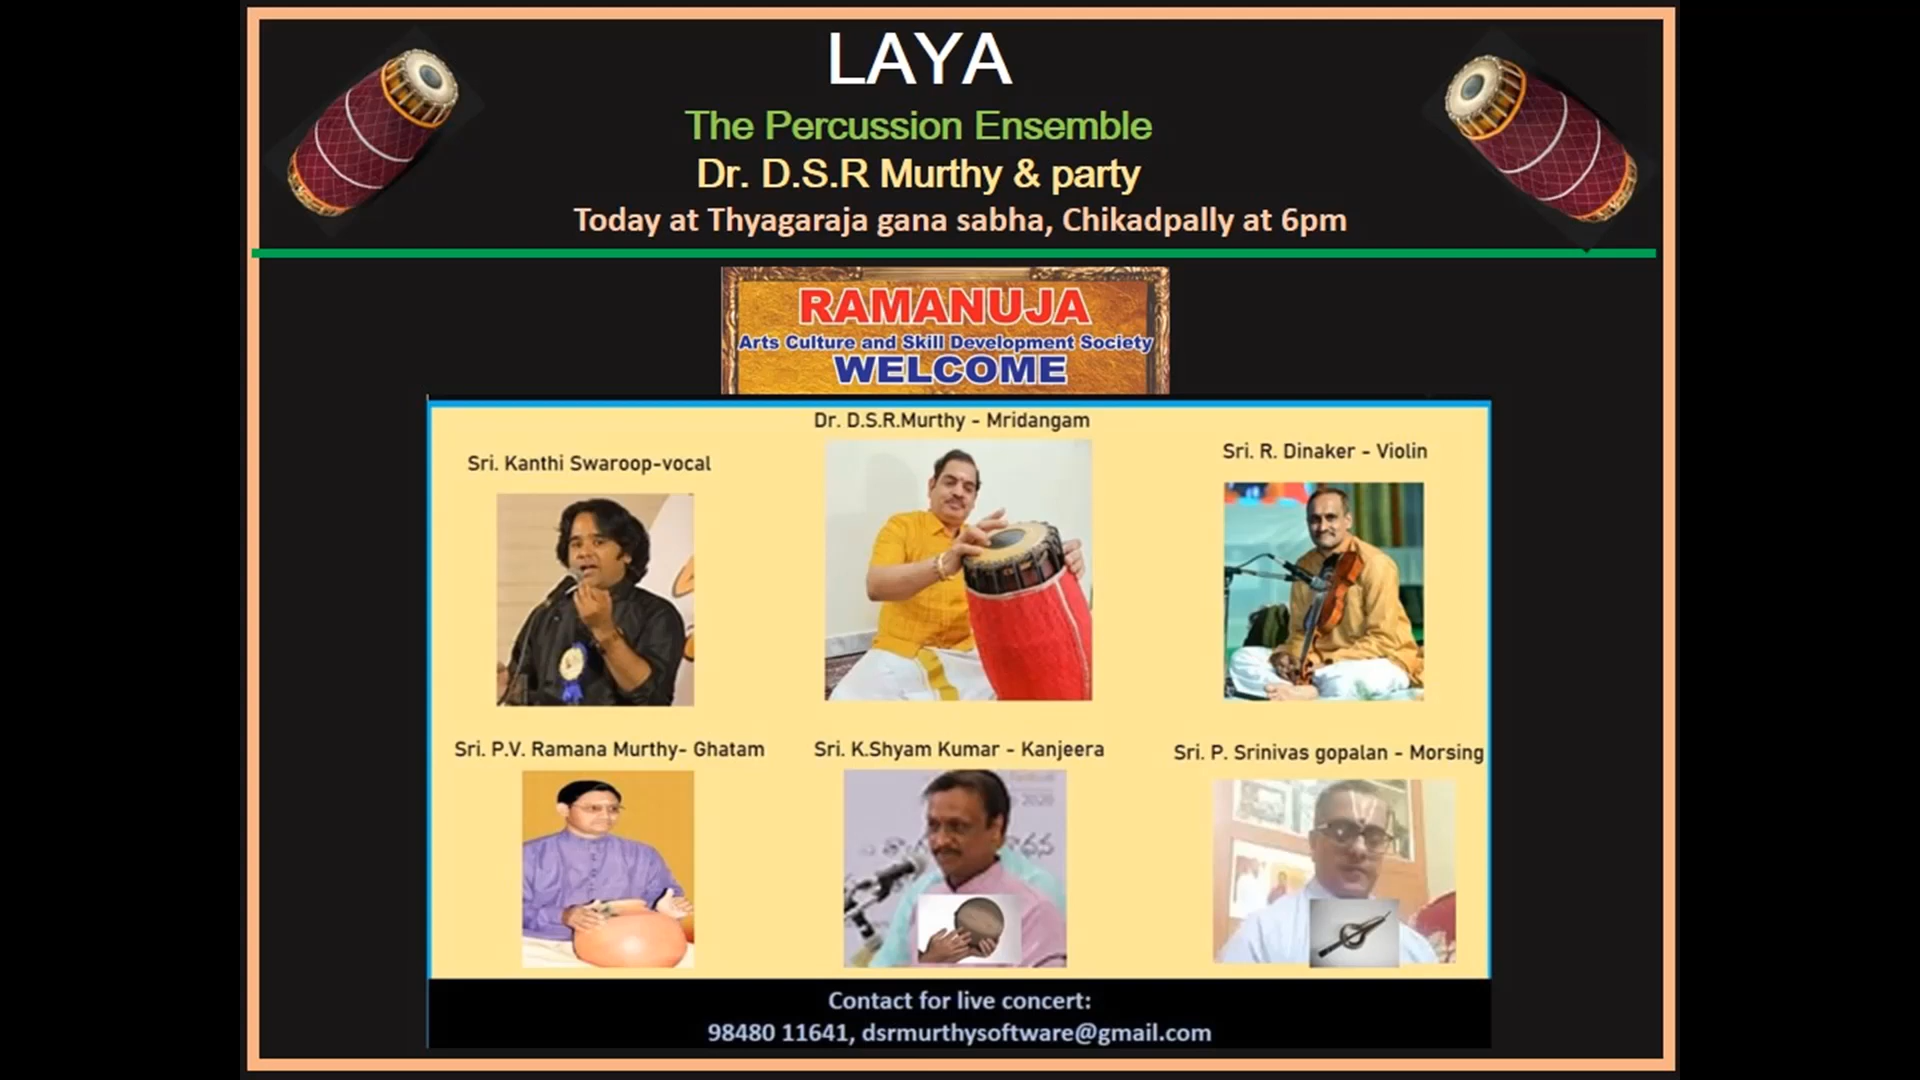 LAYA
The Percussion Ensemble
Dr. D.S.R Murthy & party
Today at Thyagaraja gana sabha, Chikadpally at 6pm
RAMANUJA
Arts Culture and Skill Development Society
WELCOME
Dr. D.S.R.Murthy - Mridangam
Sri. Kanthi Swaroop-vocal
Sri. R. Dinaker - Violin
Sri. P.V. Ramana Murthy- Ghatam
Sri. K.Shyam Kumar - Kanjeera
Sri. P. Srinivas gopalan - Morsing
2020
Contact for live concert:
98480 11641, dsrmurthysoftware@gmail.com